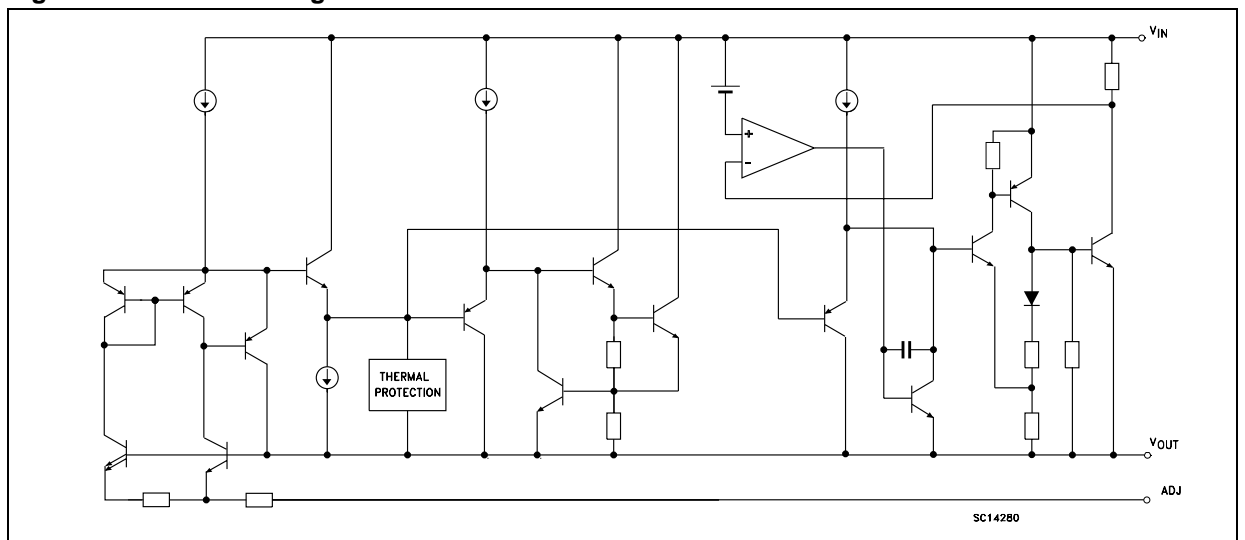 V_IN
+
-
THERMAL
PROTECTION
V_OUT
ADJ
SC14280